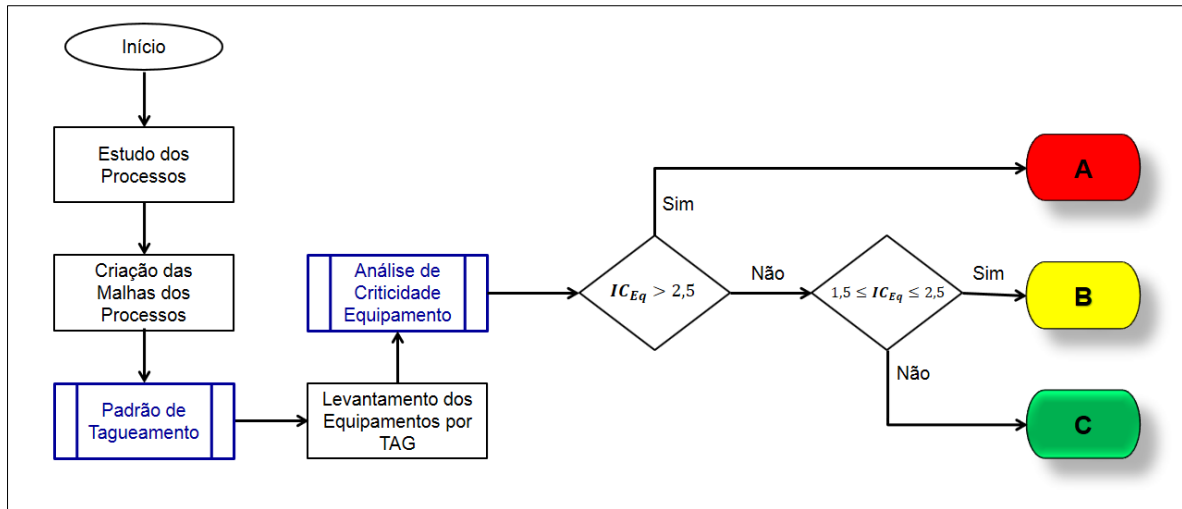 Início
Estudo dos
Processos
Criação das
Malhas dos
Processos
Padrão de
Tagueamento
Levantamento dos
Equipamentos por
TAG
Análise de
Criticidade
Equipamento
IC_Eq > 2,5
Sim
A
Não
1,5 ≤ IC_Eq ≤ 2,5
Sim
B
Não
C